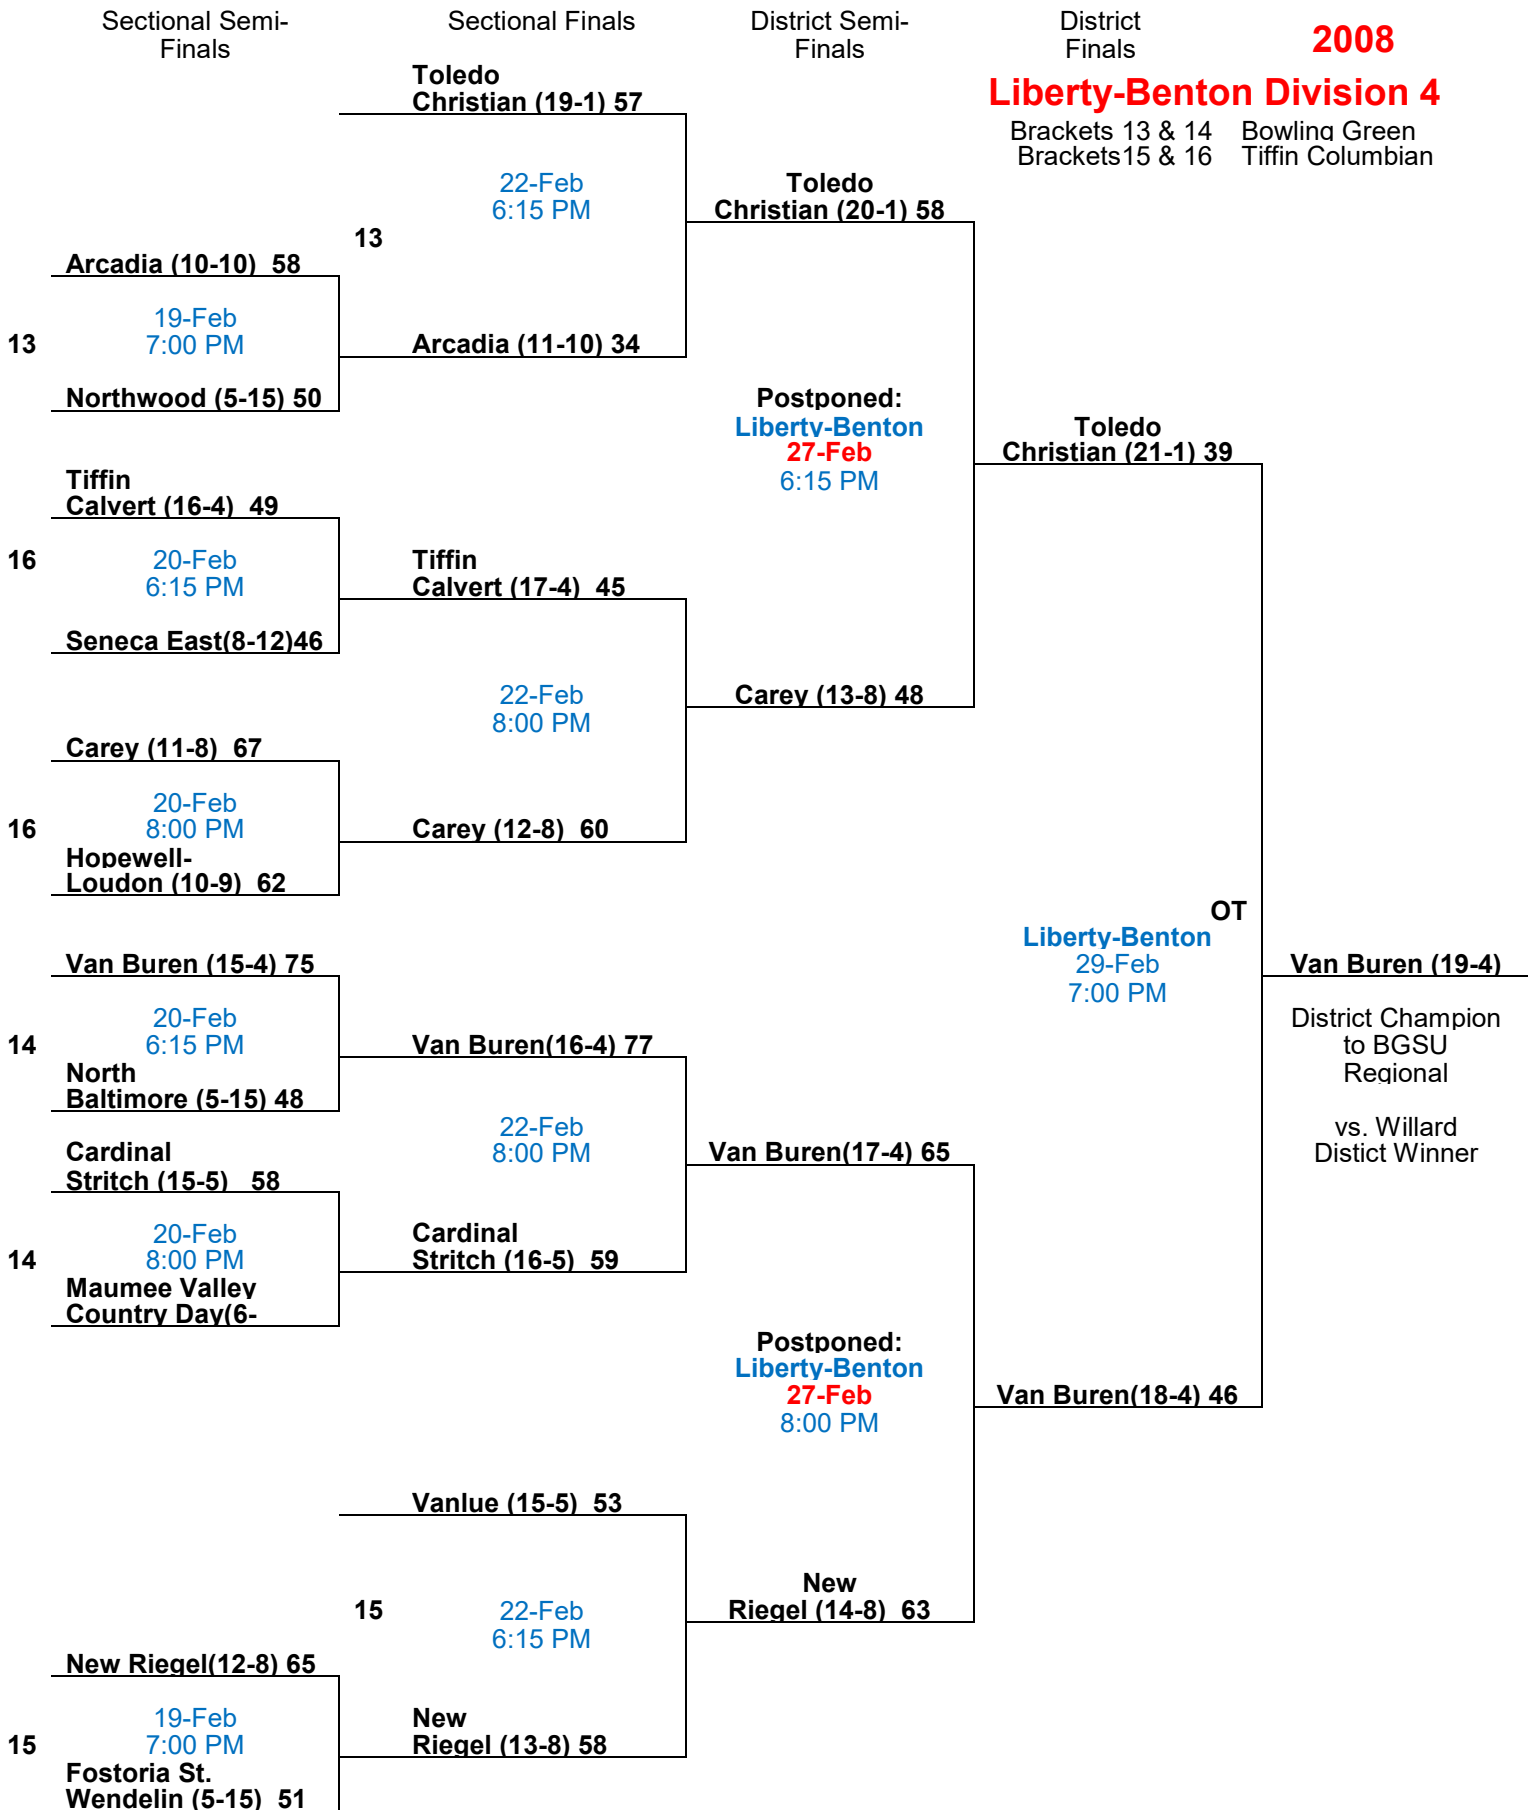 Sectional Semi-
Finals
Sectional Finals
District Semi-
Finals
District
Finals
2008
Liberty-Benton Division 4
Brackets 13 & 14 Bowling Green
Brackets15 & 16 Tiffin Columbian
Toledo
Christian (19-1) 57
22-Feb
6:15 PM
13
Toledo
Christian (20-1) 58
Arcadia (10-10) 58
19-Feb
7:00 PM
13
Northwood (5-15) 50
Arcadia (11-10) 34
Postponed:
Liberty-Benton
27-Feb
6:15 PM
Toledo
Christian (21-1) 39
Tiffin
Calvert (16-4) 49
16
20-Feb
6:15 PM
Seneca East(8-12)46
Tiffin
Calvert (17-4) 45
22-Feb
8:00 PM
Carey (13-8) 48
Carey (11-8) 67
20-Feb
8:00 PM
16
Hopewell-
Loudon (10-9) 62
Carey (12-8) 60
OT
Liberty-Benton
29-Feb
7:00 PM
Van Buren (19-4)
District Champion
to BGSU
Regional
vs. Willard
Distict Winner
Van Buren (15-4) 75
20-Feb
6:15 PM
14
North
Baltimore (5-15) 48
Van Buren(16-4) 77
22-Feb
8:00 PM
Van Buren(17-4) 65
Cardinal
Stritch (15-5) 58
20-Feb
8:00 PM
14
Maumee Valley
Country Day(6-
Cardinal
Stritch (16-5) 59
Postponed:
Liberty-Benton
27-Feb
8:00 PM
Van Buren(18-4) 46
Vanlue (15-5) 53
15
22-Feb
6:15 PM
New
Riegel (14-8) 63
New Riegel(12-8) 65
19-Feb
7:00 PM
15
Fostoria St.
Wendelin (5-15) 51
New
Riegel (13-8) 58